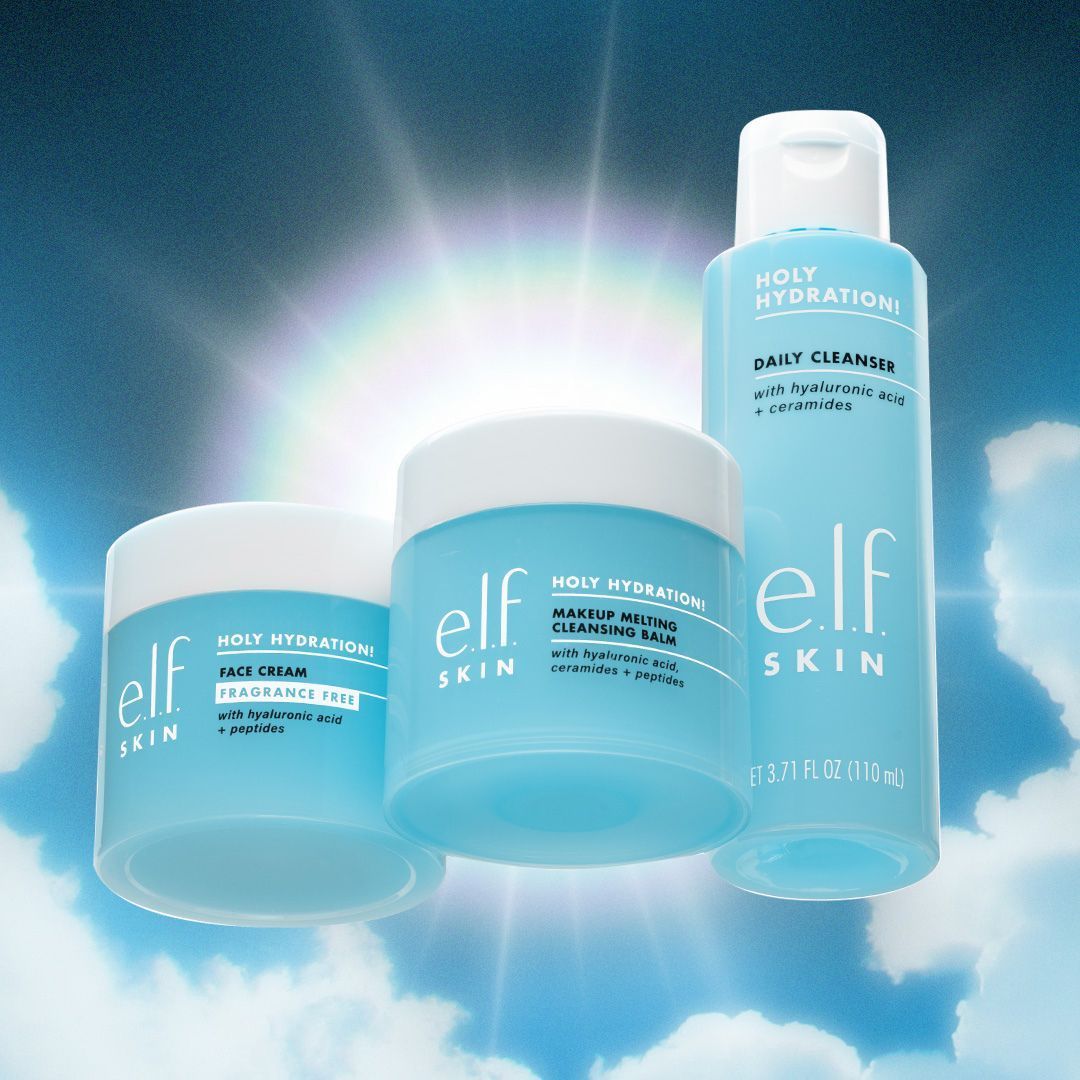 HOLY
HYDRATION!
DAILY CLEANSER
with hyaluronic acid
+ ceramides
e.l.f.
SKIN
3.71 FL OZ (110 mL)
e.l.f.
SKIN
HOLY HYDRATION!
MAKEUP MELTING
CLEANSING BALM
with hyaluronic acid,
ceramides + peptides
e.l.f.
SKIN
HOLY HYDRATION!
FACE CREAM
FRAGRANCE FREE
with hyaluronic acid
+ peptides